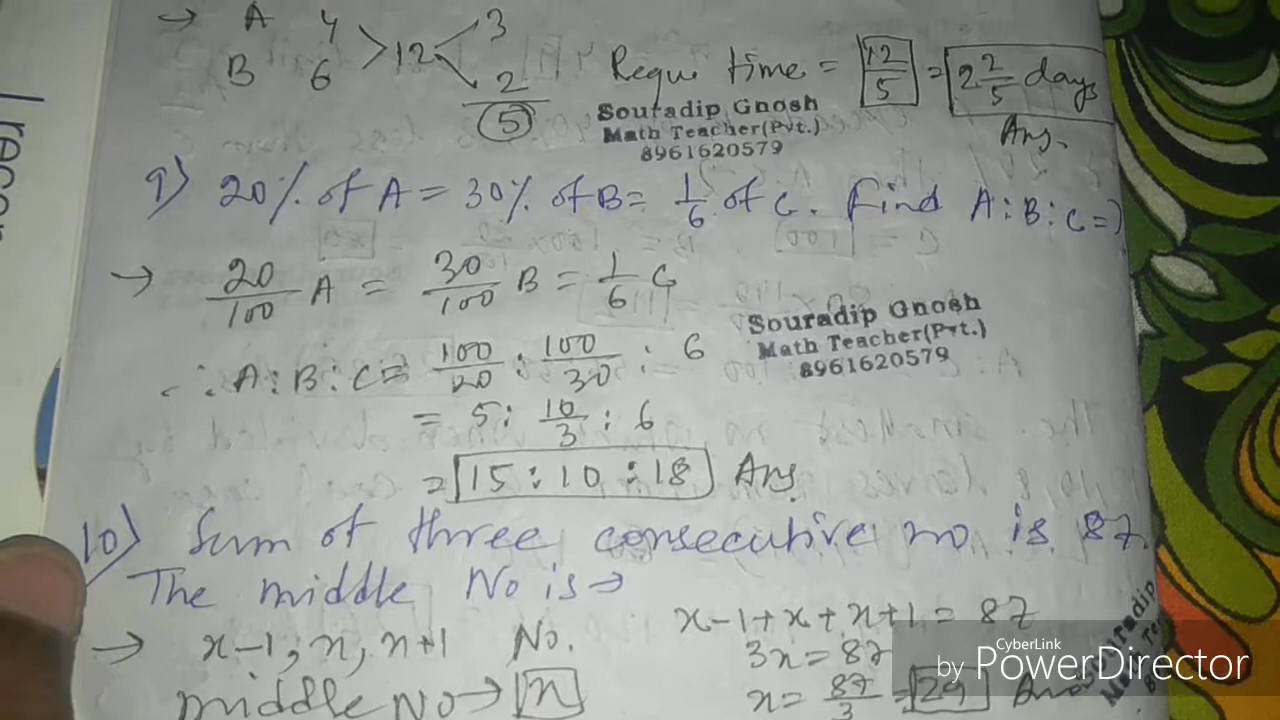 → A 4 > 12 < 3
B 6 2
5
Requ time = 12/5 = 2 2/5 days
Ans.
Souradip Gnosh
Math Teacher(Pvt.)
8961620579
9) 20% of A = 30% of B = 1/6 of C. Find A:B:C=)
→ 20/100 A = 30/100 B = 1/6 C
∴ A:B:C = 100/20 : 100/30 : 6
Souradip Gnosh
Math Teacher(Pvt.)
8961620579
= 5 : 10/3 : 6
= 15 : 10 : 18 Ans
10) Sum of three consecutive no is 87.
The middle No is →
→ x-1, x, x+1 No.
x-1+x+x+1 = 87
3x = 87
middle No → x
x = 87/3 = 29 Ans
CyberLink
by PowerDirector